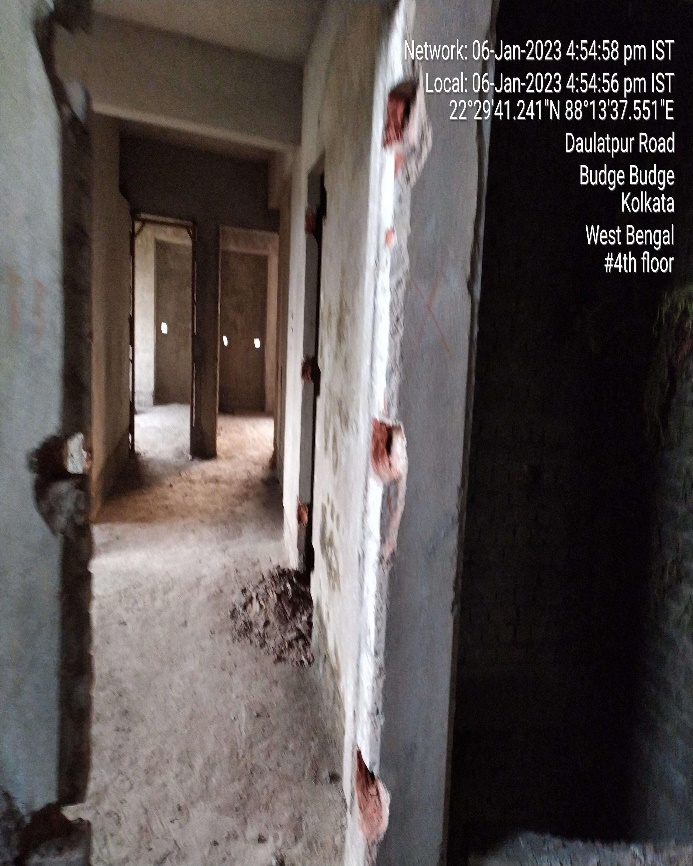 Network: 06-Jan-2023 4:54:58 pm IST
Local: 06-Jan-2023 4:54:56 pm IST
22°29'41.241"N 88°13'37.551"E
Daulatpur Road
Budge Budge
Kolkata
West Bengal
#4th floor